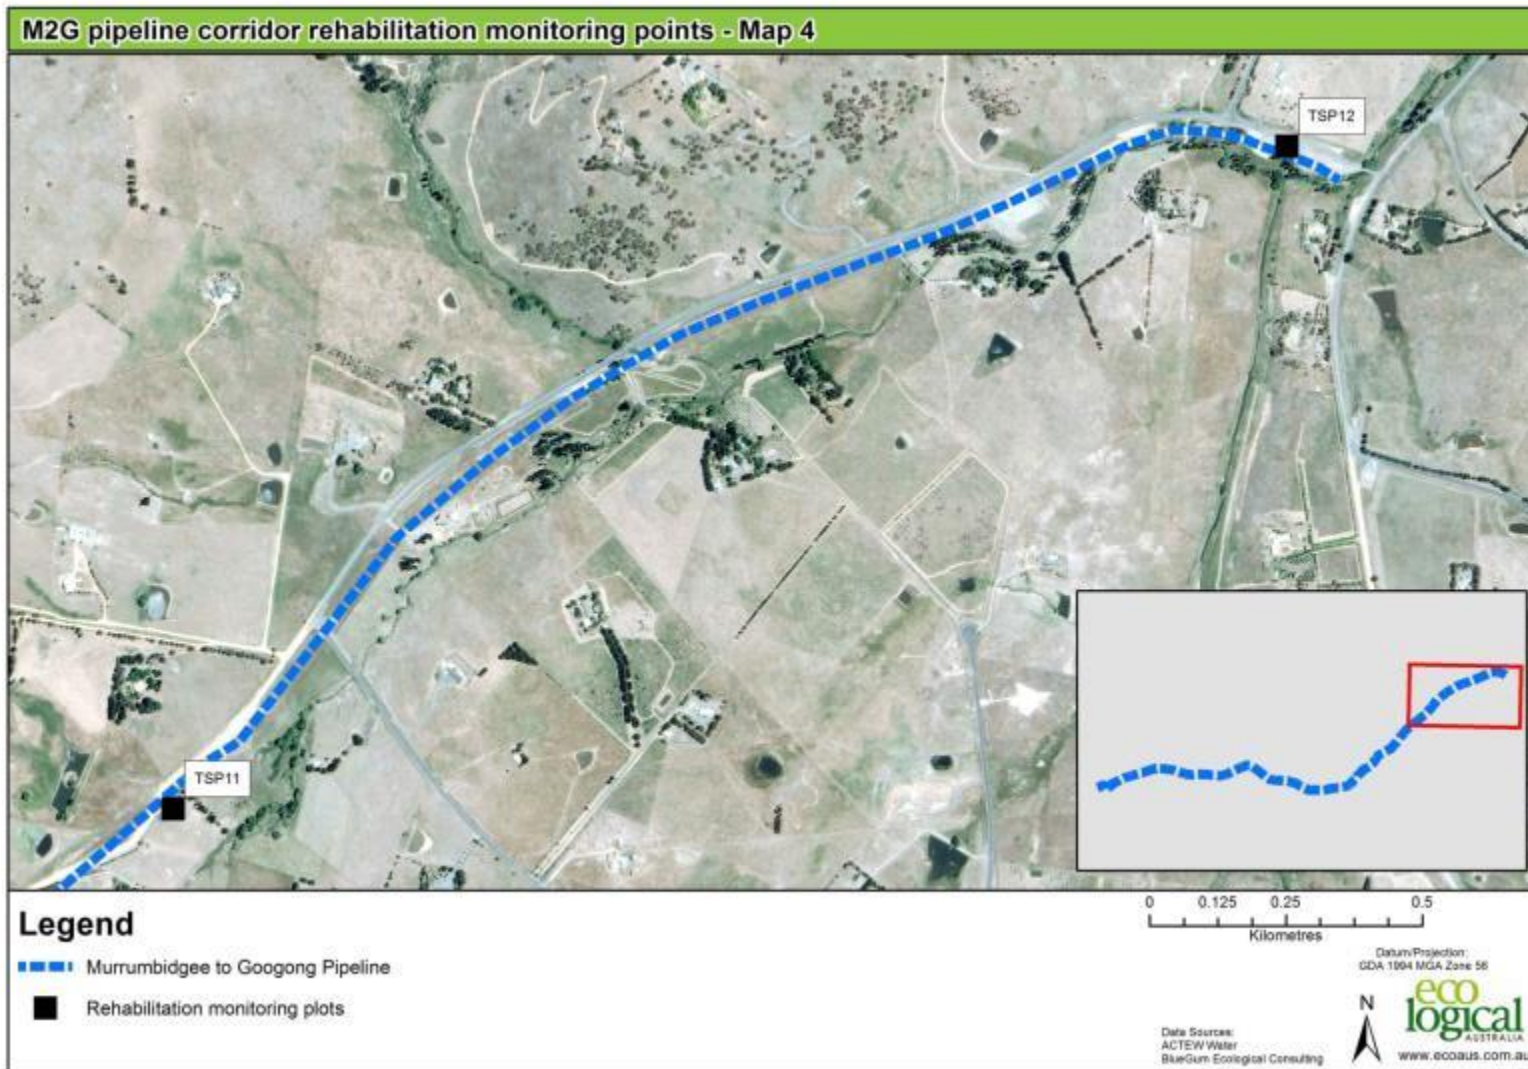 M2G pipeline corridor rehabilitation monitoring points - Map 4
TSP12
TSP11
Legend
Murrumbidgee to Googong Pipeline
Rehabilitation monitoring plots
0 0.125 0.25 0.5
Kilometres
Datum/Projection:
GDA 1994 MGA Zone 56
N
eco
logical
AUSTRALIA
www.ecoaus.com.au
Data Sources:
ACTEW Water
BlueGum Ecological Consulting